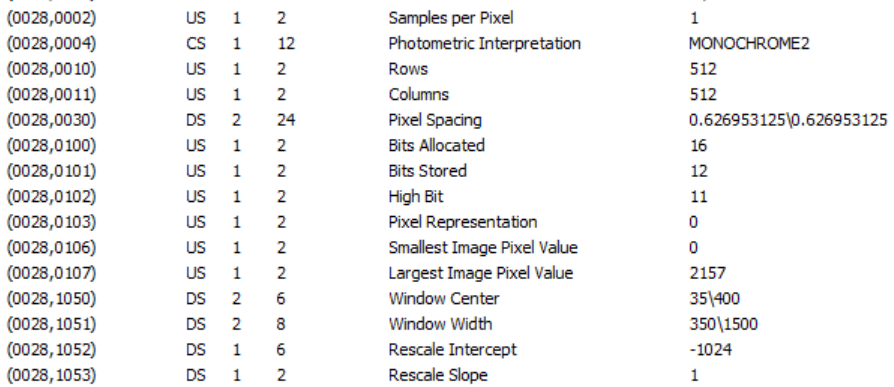 (0028,0002) US 1 2 Samples per Pixel 1
(0028,0004) CS 1 12 Photometric Interpretation MONOCHROME2
(0028,0010) US 1 2 Rows 512
(0028,0011) US 1 2 Columns 512
(0028,0030) DS 2 24 Pixel Spacing 0.626953125\0.626953125
(0028,0100) US 1 2 Bits Allocated 16
(0028,0101) US 1 2 Bits Stored 12
(0028,0102) US 1 2 High Bit 11
(0028,0103) US 1 2 Pixel Representation 0
(0028,0106) US 1 2 Smallest Image Pixel Value 0
(0028,0107) US 1 2 Largest Image Pixel Value 2157
(0028,1050) DS 2 6 Window Center 35\400
(0028,1051) DS 2 8 Window Width 350\1500
(0028,1052) DS 1 6 Rescale Intercept -1024
(0028,1053) DS 1 2 Rescale Slope 1